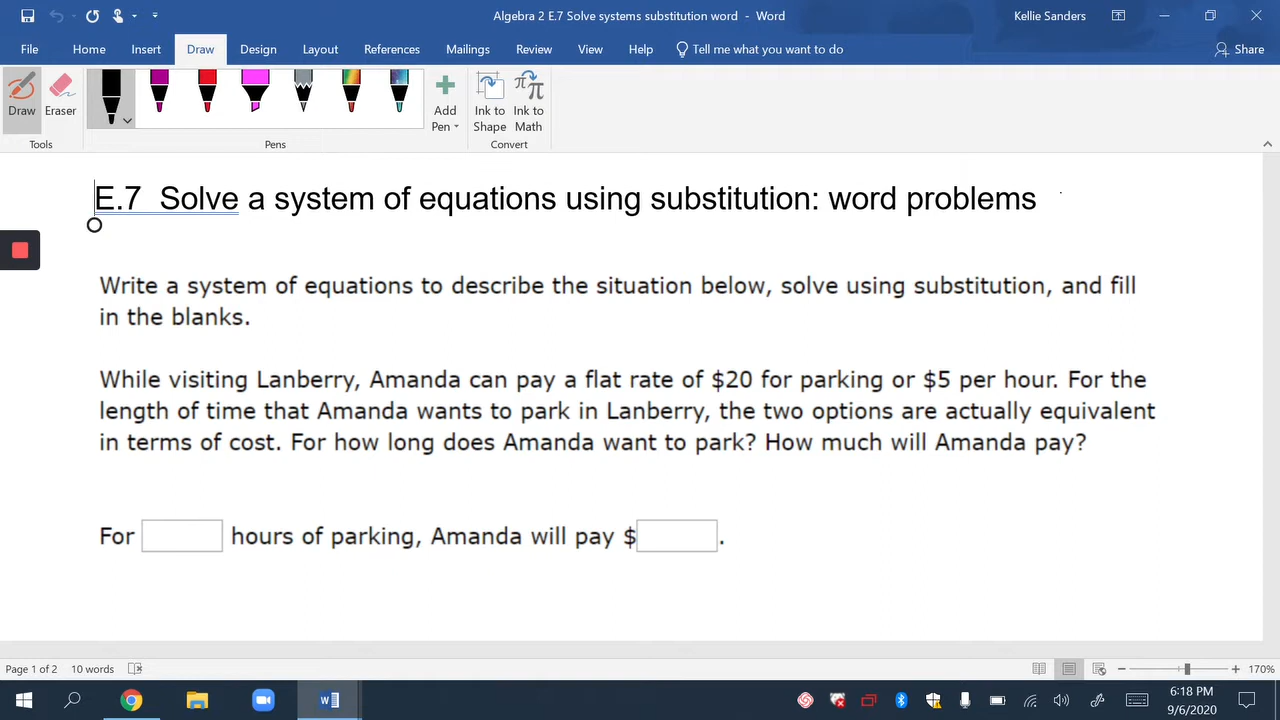 Algebra 2 E.7 Solve systems substitution word - Word
Kellie Sanders
File Home Insert Draw Design Layout References Mailings Review View Help Tell me what you want to do Share
Draw Eraser Add Pen Ink to Shape Ink to Math
Tools Pens Convert
E.7 Solve a system of equations using substitution: word problems
Write a system of equations to describe the situation below, solve using substitution, and fill
in the blanks.
While visiting Lanberry, Amanda can pay a flat rate of $20 for parking or $5 per hour. For the
length of time that Amanda wants to park in Lanberry, the two options are actually equivalent
in terms of cost. For how long does Amanda want to park? How much will Amanda pay?
For hours of parking, Amanda will pay $ .
Page 1 of 2 10 words 170%
6:18 PM
9/6/2020